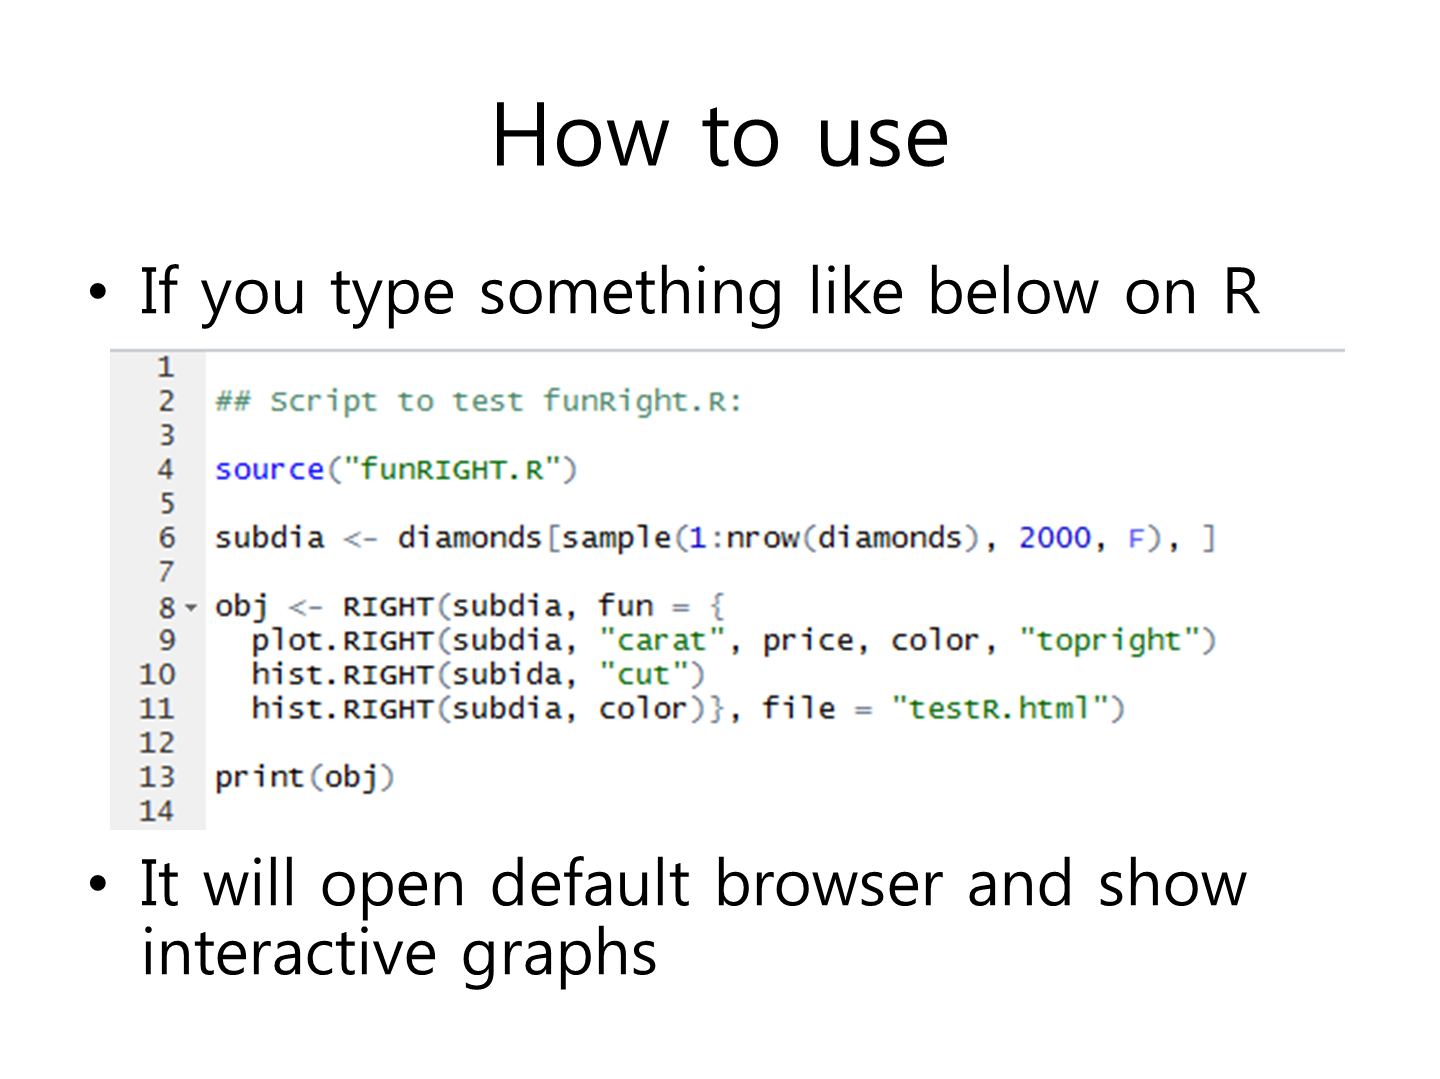 How to use
• If you type something like below on R
1
2 ## Script to test funRight.R:
3
4 source("funRIGHT.R")
5
6 subdia <- diamonds[sample(1:nrow(diamonds), 2000, F), ]
7
8 obj <- RIGHT(subdia, fun = {
9 plot.RIGHT(subdia, "carat", price, color, "topright")
10 hist.RIGHT(subida, "cut")
11 hist.RIGHT(subdia, color)}, file = "testR.html")
12
13 print(obj)
14
• It will open default browser and show
interactive graphs